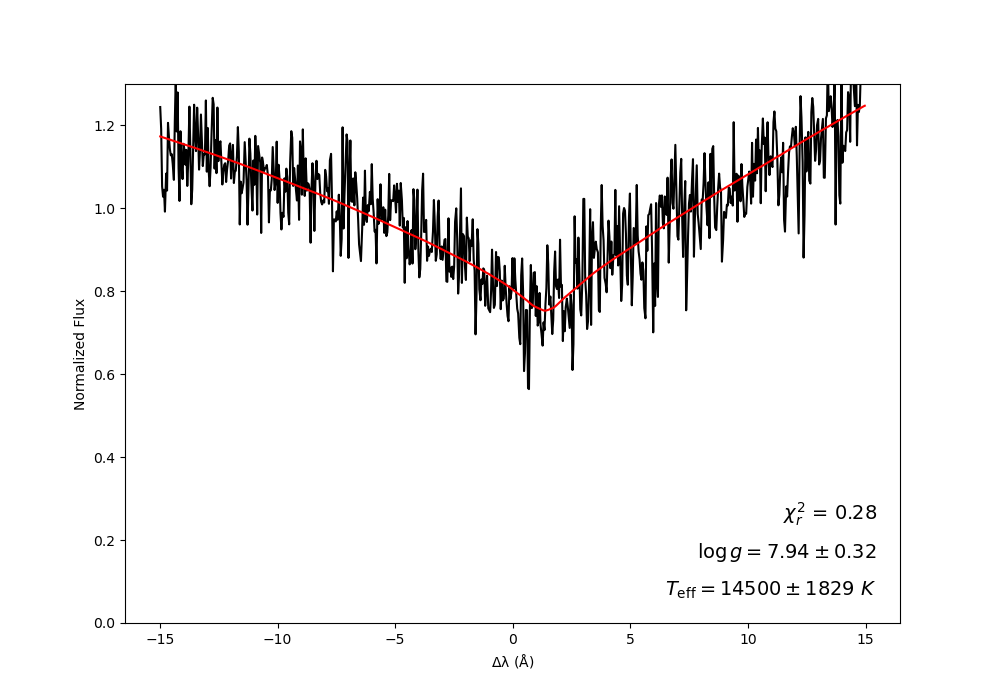 1.2
1.0
0.8
0.6
0.4
0.2
0.0
Normalized Flux
χ²ᵣ = 0.28
log g = 7.94 ± 0.32
T_eff = 14500 ± 1829 K
−15 −10 −5 0 5 10 15
Δλ (Å)